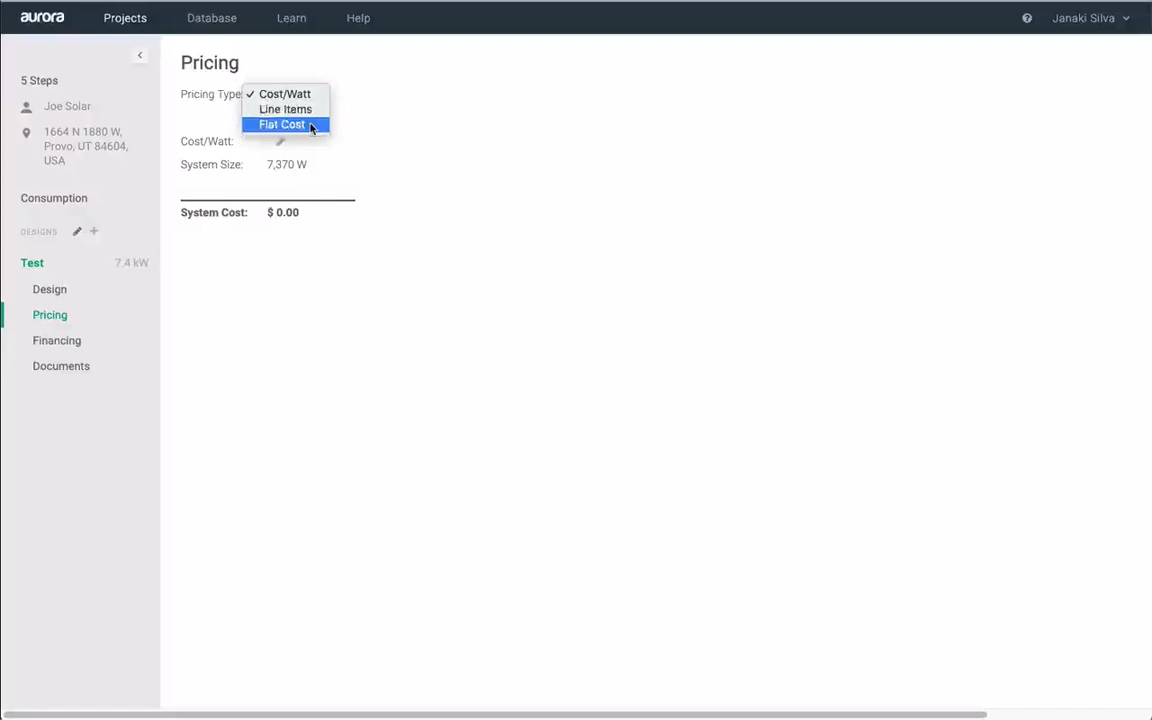 aurora Projects Database Learn Help Janaki Silva
Pricing
5 Steps
Joe Solar
1664 N 1880 W,
Provo, UT 84604,
USA
Consumption
DESIGNS
Test 7.4 kW
Design
Pricing
Financing
Documents
Pricing Type: ✓ Cost/Watt
Line Items
Flat Cost
Cost/Watt:
System Size: 7,370 W
System Cost: $ 0.00